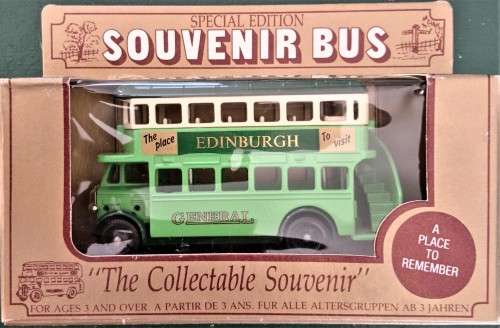 SPECIAL EDITION
SOUVENIR BUS
The place
EDINBURGH
To visit
GENERAL
A
PLACE
TO
REMEMBER
"The Collectable Souvenir"
FOR AGES 3 AND OVER A PARTIR DE 3 ANS. FUR ALLE ALTERSGRUPPEN AB 3 JAHREN